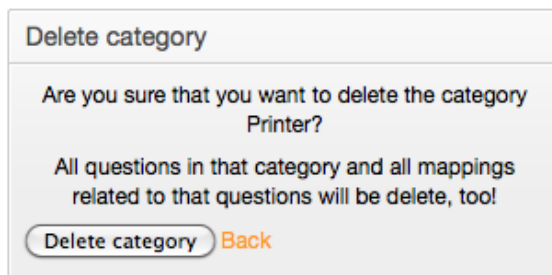 Delete category
Are you sure that you want to delete the category
Printer?
All questions in that category and all mappings
related to that questions will be delete, too!
Delete category Back